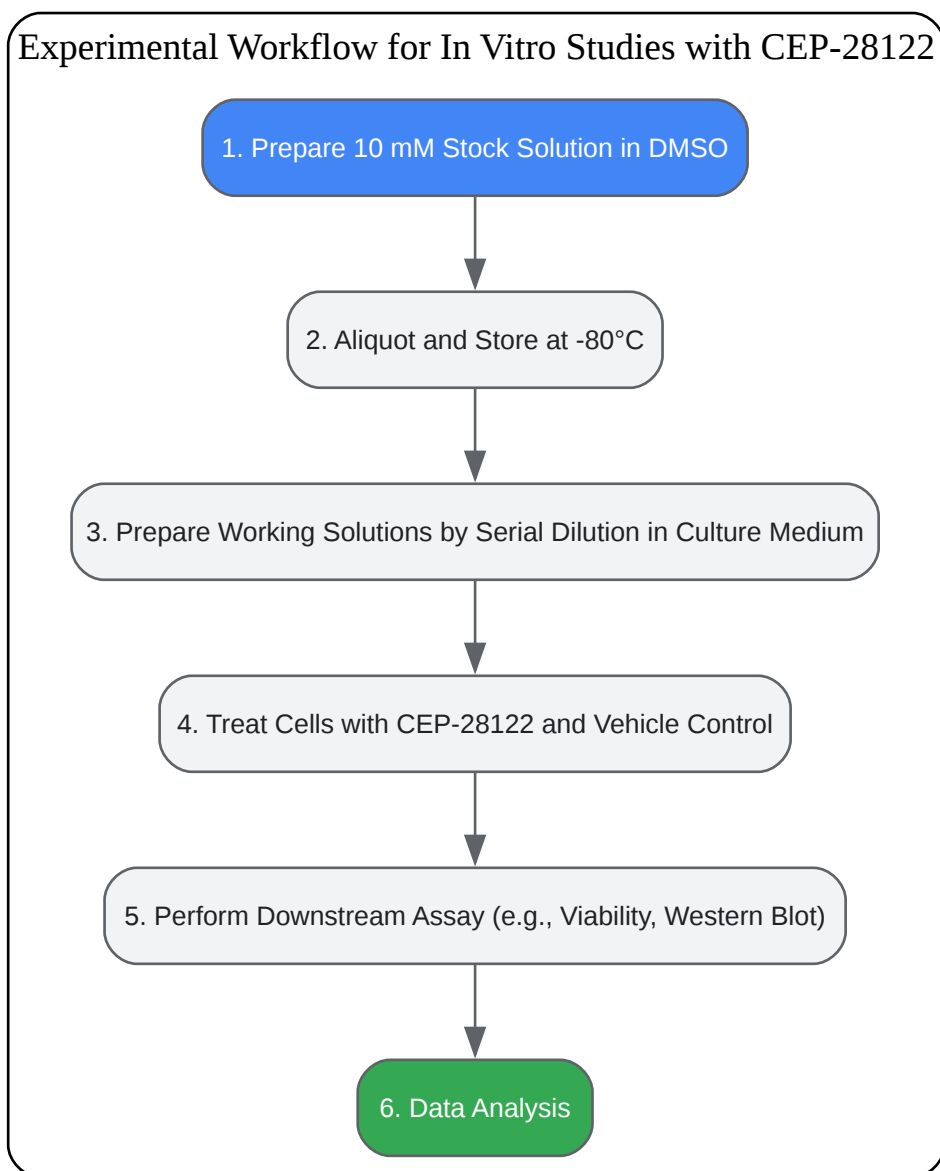 Experimental Workflow for In Vitro Studies with CEP-28122
1. Prepare 10 mM Stock Solution in DMSO
2. Aliquot and Store at -80°C
3. Prepare Working Solutions by Serial Dilution in Culture Medium
4. Treat Cells with CEP-28122 and Vehicle Control
5. Perform Downstream Assay (e.g., Viability, Western Blot)
6. Data Analysis